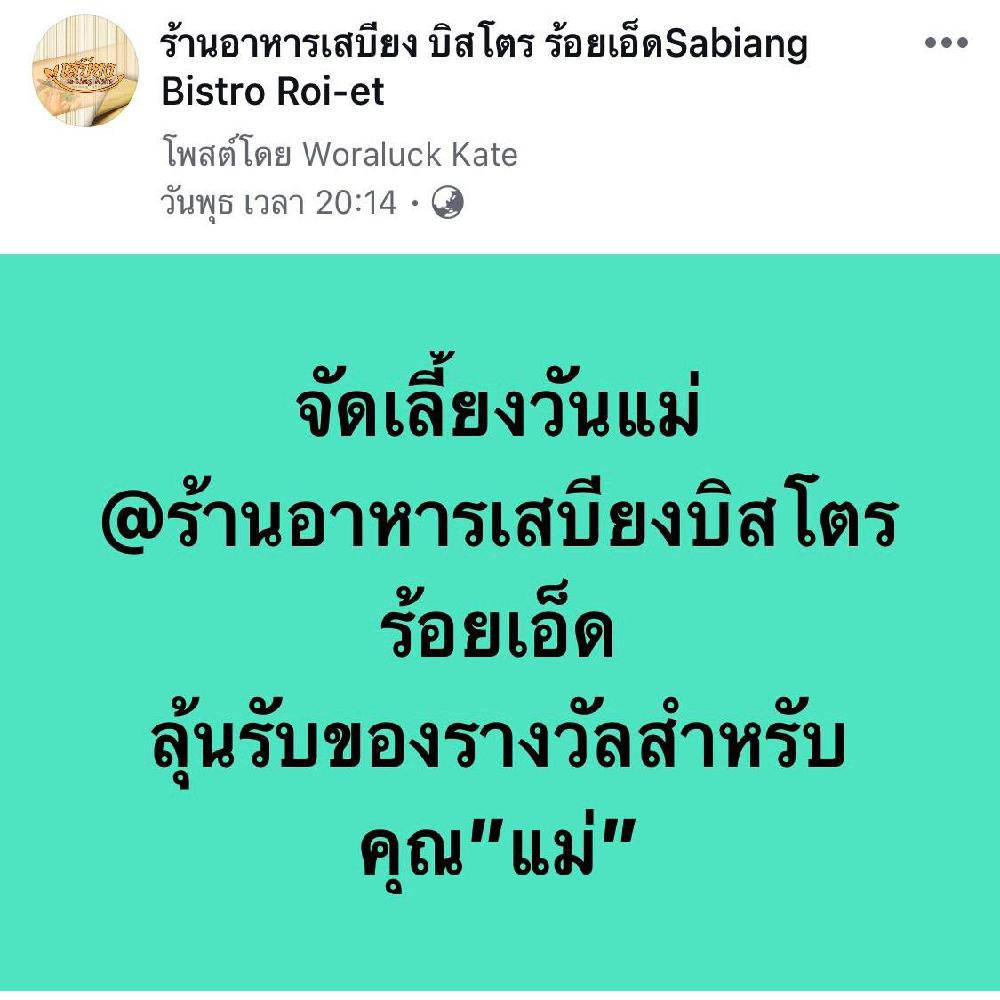 ร้านอาหารเสบียง บิสโตร ร้อยเอ็ดSabiang
Bistro Roi-et
โพสต์โดย Woraluck Kate
วันพุธ เวลา 20:14 ·
จัดเลี้ยงวันแม่
@ร้านอาหารเสบียงบิสโตร
ร้อยเอ็ด
ลุ้นรับของรางวัลสำหรับ
คุณ"แม่"